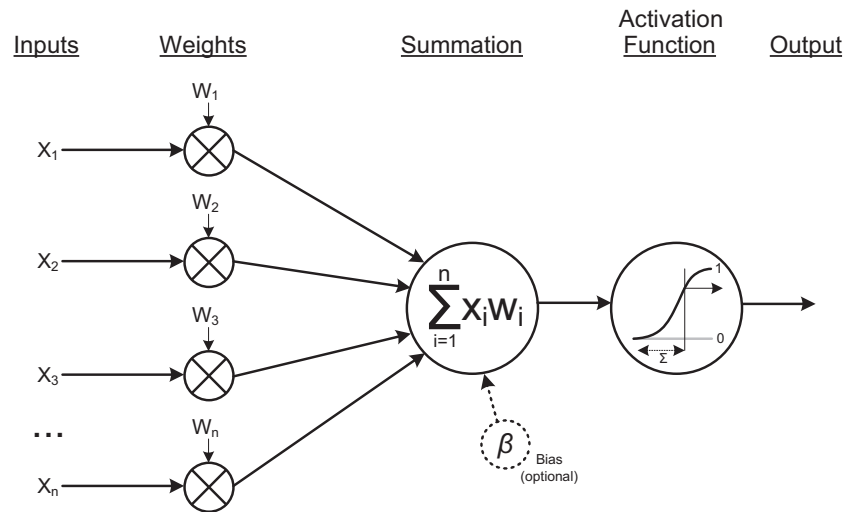 Inputs
Weights
Summation
Activation
Function
Output
W₁
X₁
W₂
X₂
W₃
X₃
...
Wₙ
Xₙ
n
∑ xᵢwᵢ
i=1
β
Bias
(optional)
1
0
Σ